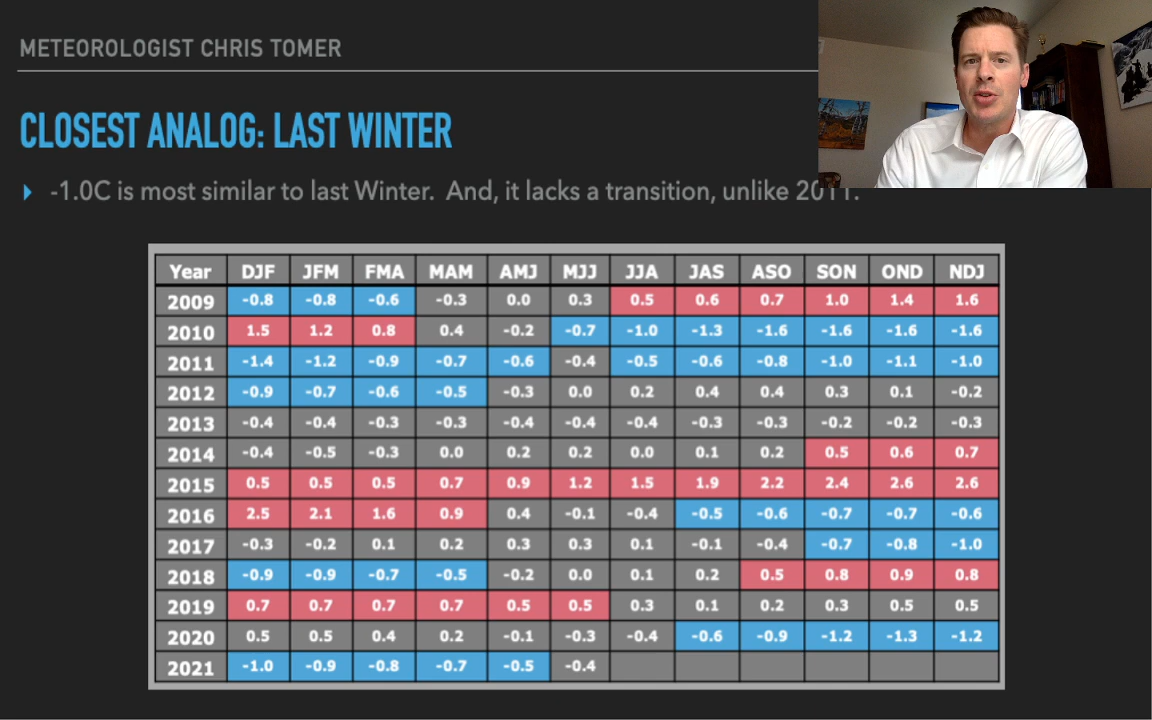 METEOROLOGIST CHRIS TOMER
CLOSEST ANALOG: LAST WINTER
-1.0C is most similar to last Winter. And, it lacks a transition, unlike 2011.
Year DJF JFM FMA MAM AMJ MJJ JJA JAS ASO SON OND NDJ
2009 -0.8 -0.8 -0.6 -0.3 0.0 0.3 0.5 0.6 0.7 1.0 1.4 1.6
2010 1.5 1.2 0.8 0.4 -0.2 -0.7 -1.0 -1.3 -1.6 -1.6 -1.6 -1.6
2011 -1.4 -1.2 -0.9 -0.7 -0.6 -0.4 -0.5 -0.6 -0.8 -1.0 -1.1 -1.0
2012 -0.9 -0.7 -0.6 -0.5 -0.3 0.0 0.2 0.4 0.4 0.3 0.1 -0.2
2013 -0.4 -0.4 -0.3 -0.3 -0.4 -0.4 -0.4 -0.3 -0.3 -0.2 -0.2 -0.3
2014 -0.4 -0.5 -0.3 0.0 0.2 0.2 0.0 0.1 0.2 0.5 0.6 0.7
2015 0.5 0.5 0.5 0.7 0.9 1.2 1.5 1.9 2.2 2.4 2.6 2.6
2016 2.5 2.1 1.6 0.9 0.4 -0.1 -0.4 -0.5 -0.6 -0.7 -0.7 -0.6
2017 -0.3 -0.2 0.1 0.2 0.3 0.3 0.1 -0.1 -0.4 -0.7 -0.8 -1.0
2018 -0.9 -0.9 -0.7 -0.5 -0.2 0.0 0.1 0.2 0.5 0.8 0.9 0.8
2019 0.7 0.7 0.7 0.7 0.5 0.5 0.3 0.1 0.2 0.3 0.5 0.5
2020 0.5 0.5 0.4 0.2 -0.1 -0.3 -0.4 -0.6 -0.9 -1.2 -1.3 -1.2
2021 -1.0 -0.9 -0.8 -0.7 -0.5 -0.4